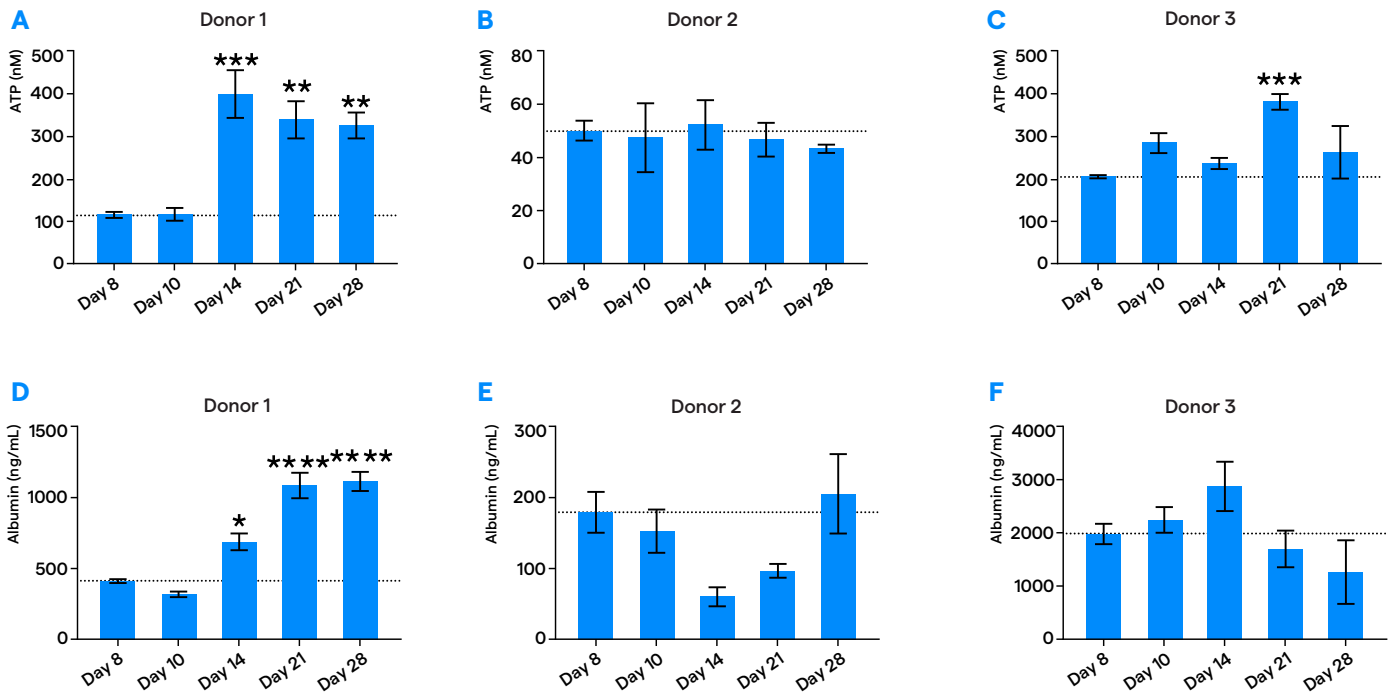 A Donor 1
ATP (nM)
500
400
300
200
100
0
*** ** **
Day 8 Day 10 Day 14 Day 21 Day 28
B Donor 2
ATP (nM)
80
60
40
20
0
Day 8 Day 10 Day 14 Day 21 Day 28
C Donor 3
ATP (nM)
500
400
300
200
100
0
***
Day 8 Day 10 Day 14 Day 21 Day 28
D Donor 1
Albumin (ng/mL)
1500
1000
500
0
* **** ****
Day 8 Day 10 Day 14 Day 21 Day 28
E Donor 2
Albumin (ng/mL)
300
200
100
0
Day 8 Day 10 Day 14 Day 21 Day 28
F Donor 3
Albumin (ng/mL)
4000
3000
2000
1000
0
Day 8 Day 10 Day 14 Day 21 Day 28